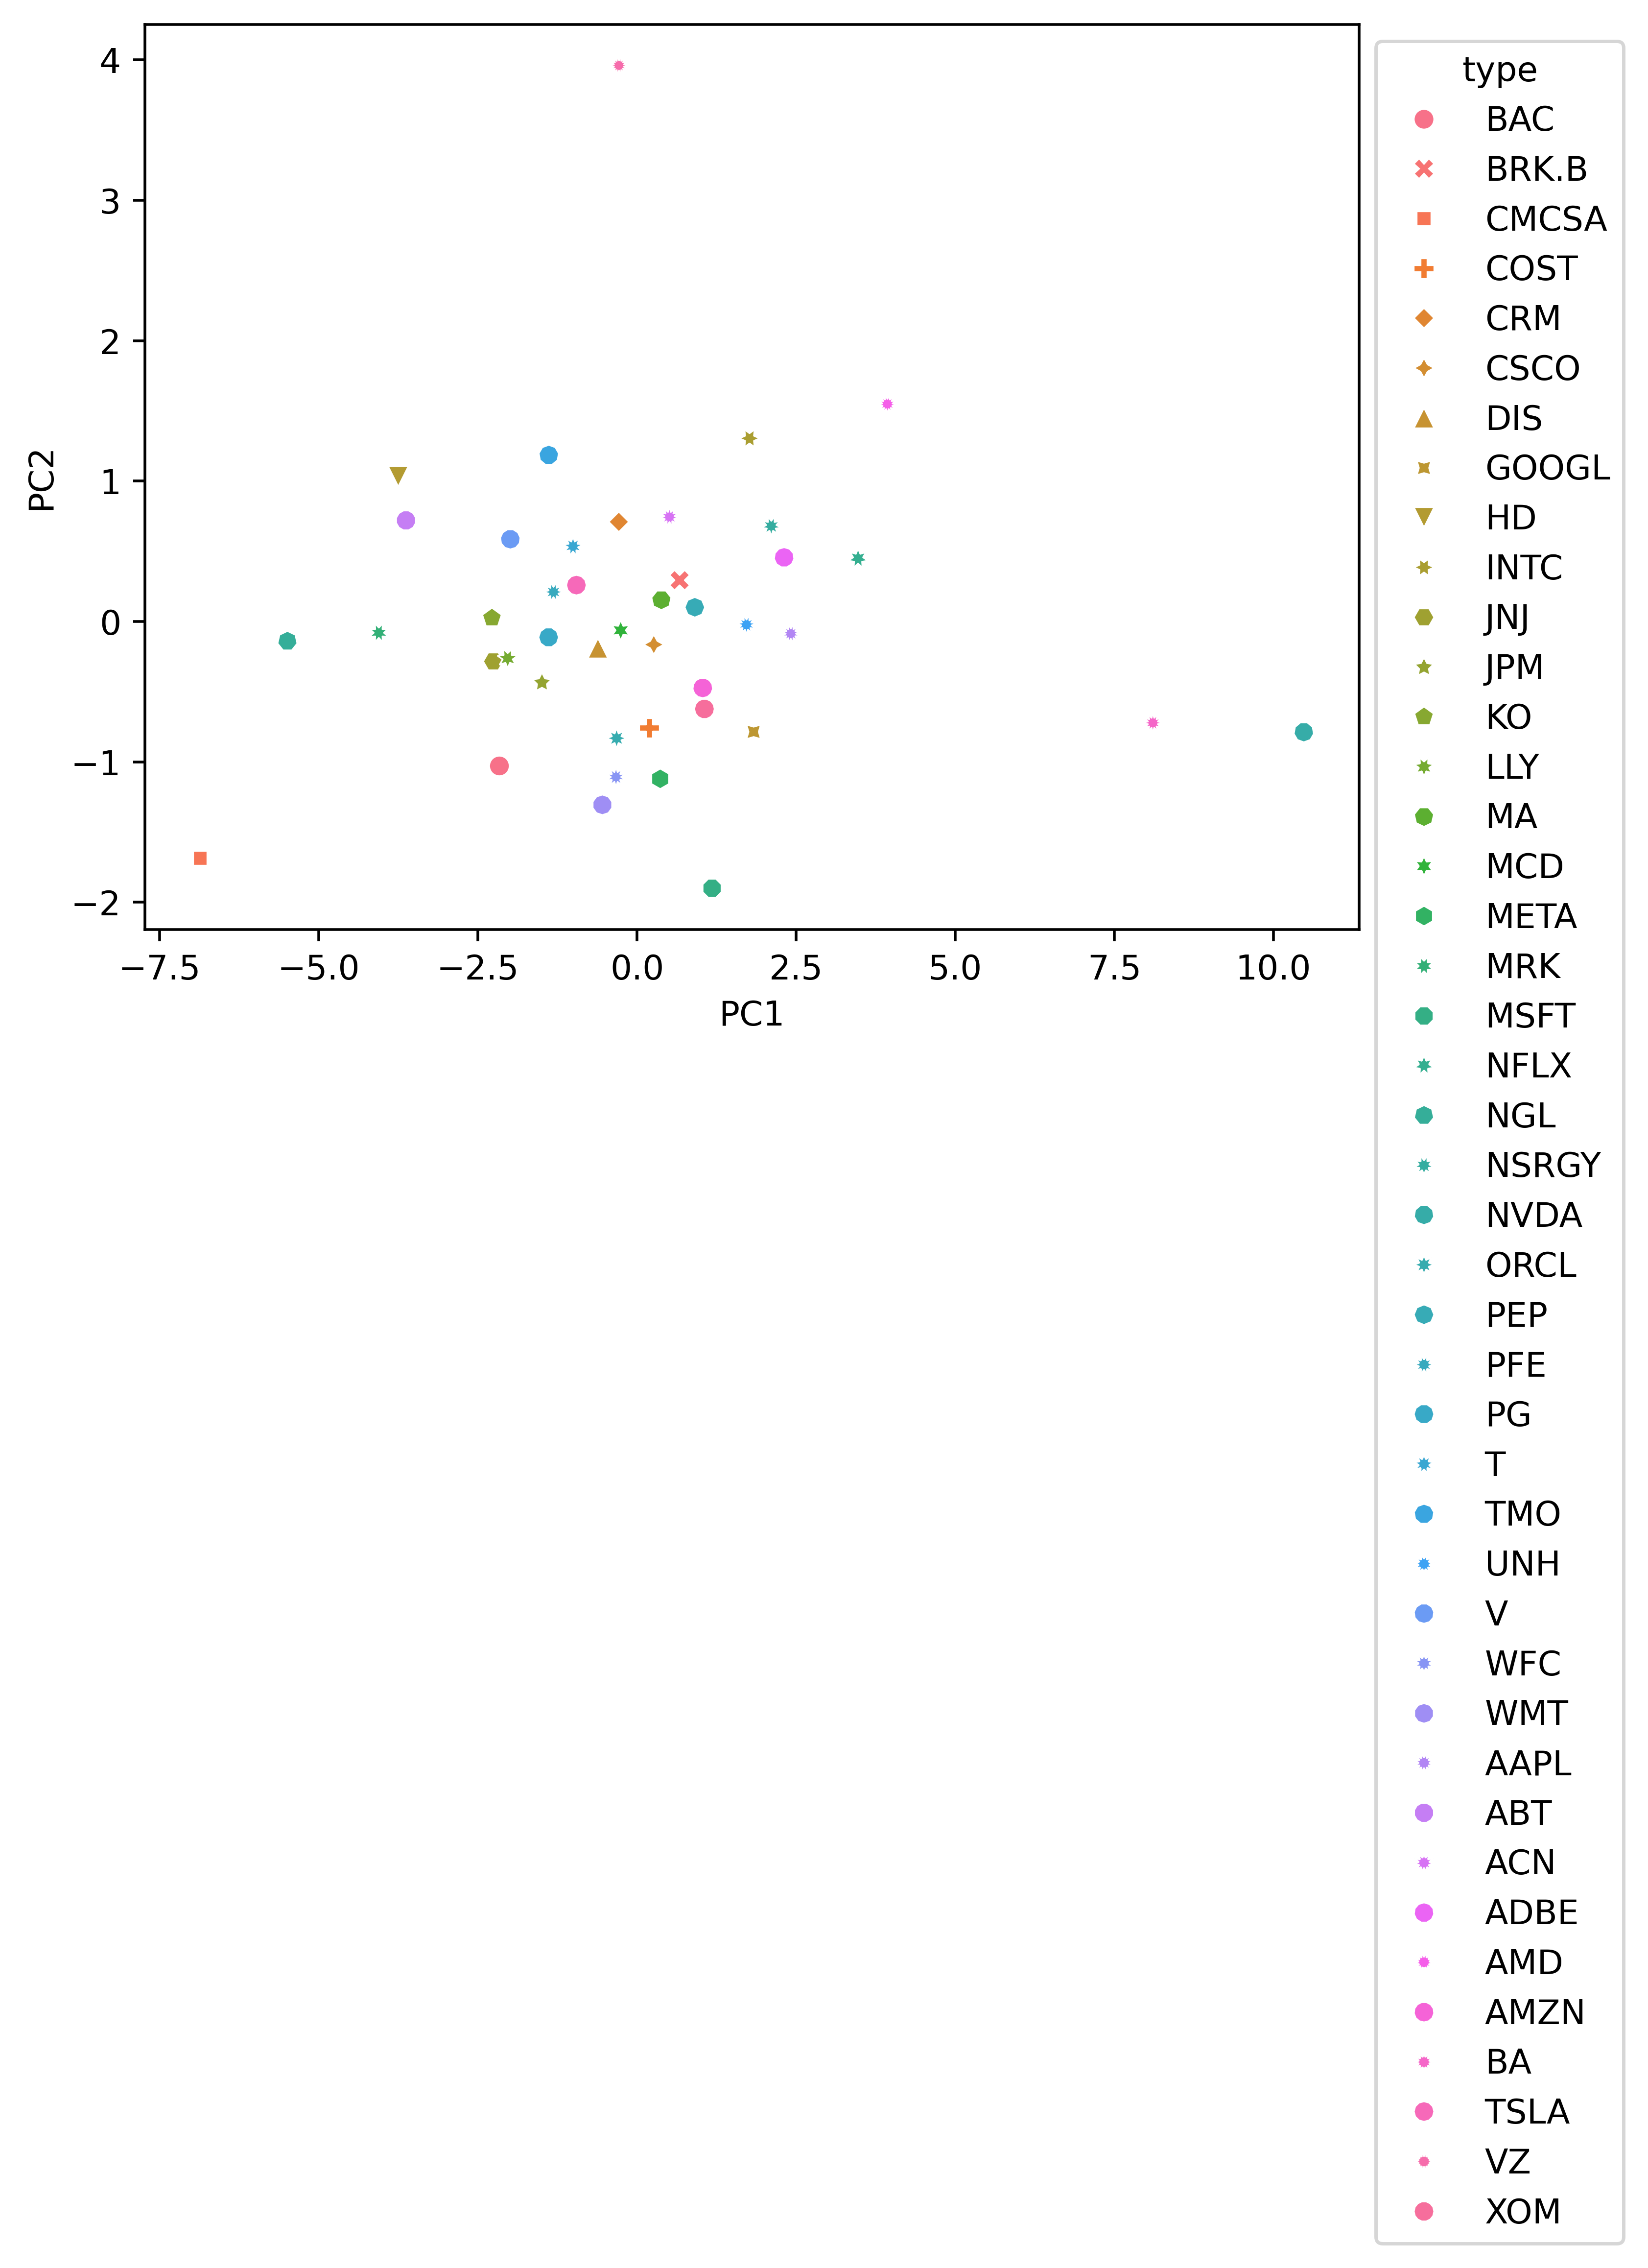 4
3
2
1
0
−1
−2
PC2
−7.5 −5.0 −2.5 0.0 2.5 5.0 7.5 10.0
PC1
type
BAC
BRK.B
CMCSA
COST
CRM
CSCO
DIS
GOOGL
HD
INTC
JNJ
JPM
KO
LLY
MA
MCD
META
MRK
MSFT
NFLX
NGL
NSRGY
NVDA
ORCL
PEP
PFE
PG
T
TMO
UNH
V
WFC
WMT
AAPL
ABT
ACN
ADBE
AMD
AMZN
BA
TSLA
VZ
XOM